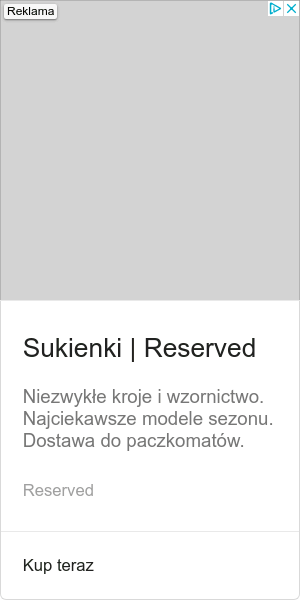 Reklama
Sukienki | Reserved
Niezwykłe kroje i wzornictwo.
Najciekawsze modele sezonu.
Dostawa do paczkomatów.
Reserved
Kup teraz